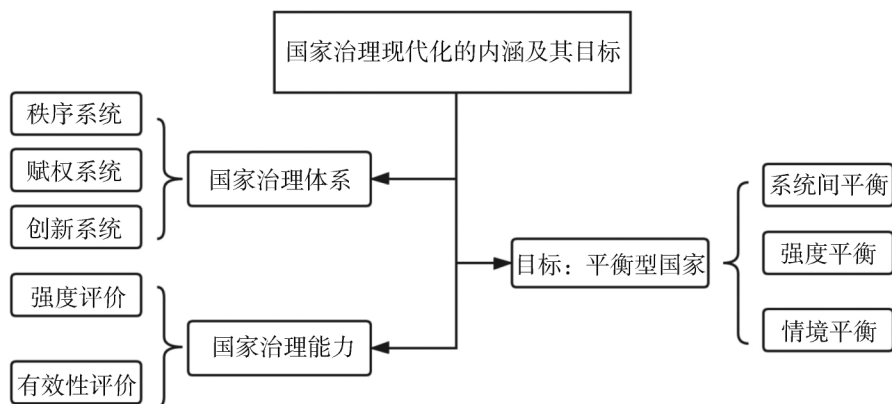 国家治理现代化的内涵及其目标
秩序系统
赋权系统
创新系统
国家治理体系
强度评价
有效性评价
国家治理能力
目标：平衡型国家
系统间平衡
强度平衡
情境平衡